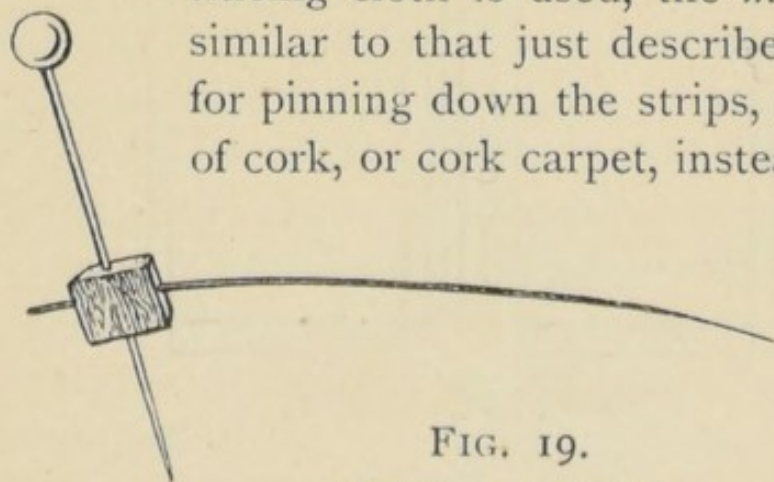 cloth is used, the
similar to that just describe
for pinning down the strips,
of cork, or cork carpet, inste
FIG. 19.